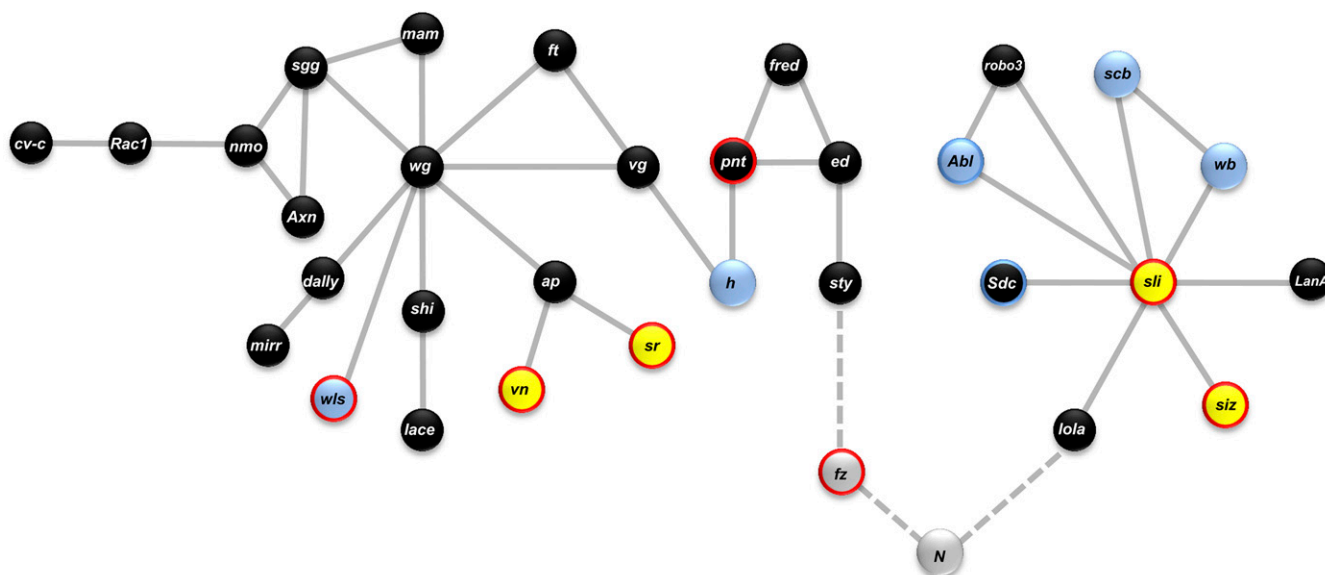 mam
ft
sgg
fred
robo3
scb
cv-c
Rac1
nmo
wg
vg
pnt
ed
Abl
wb
Axn
dally
ap
h
sty
Sdc
sli
LanA
shi
mirr
sr
wls
vn
siz
lace
lola
fz
N